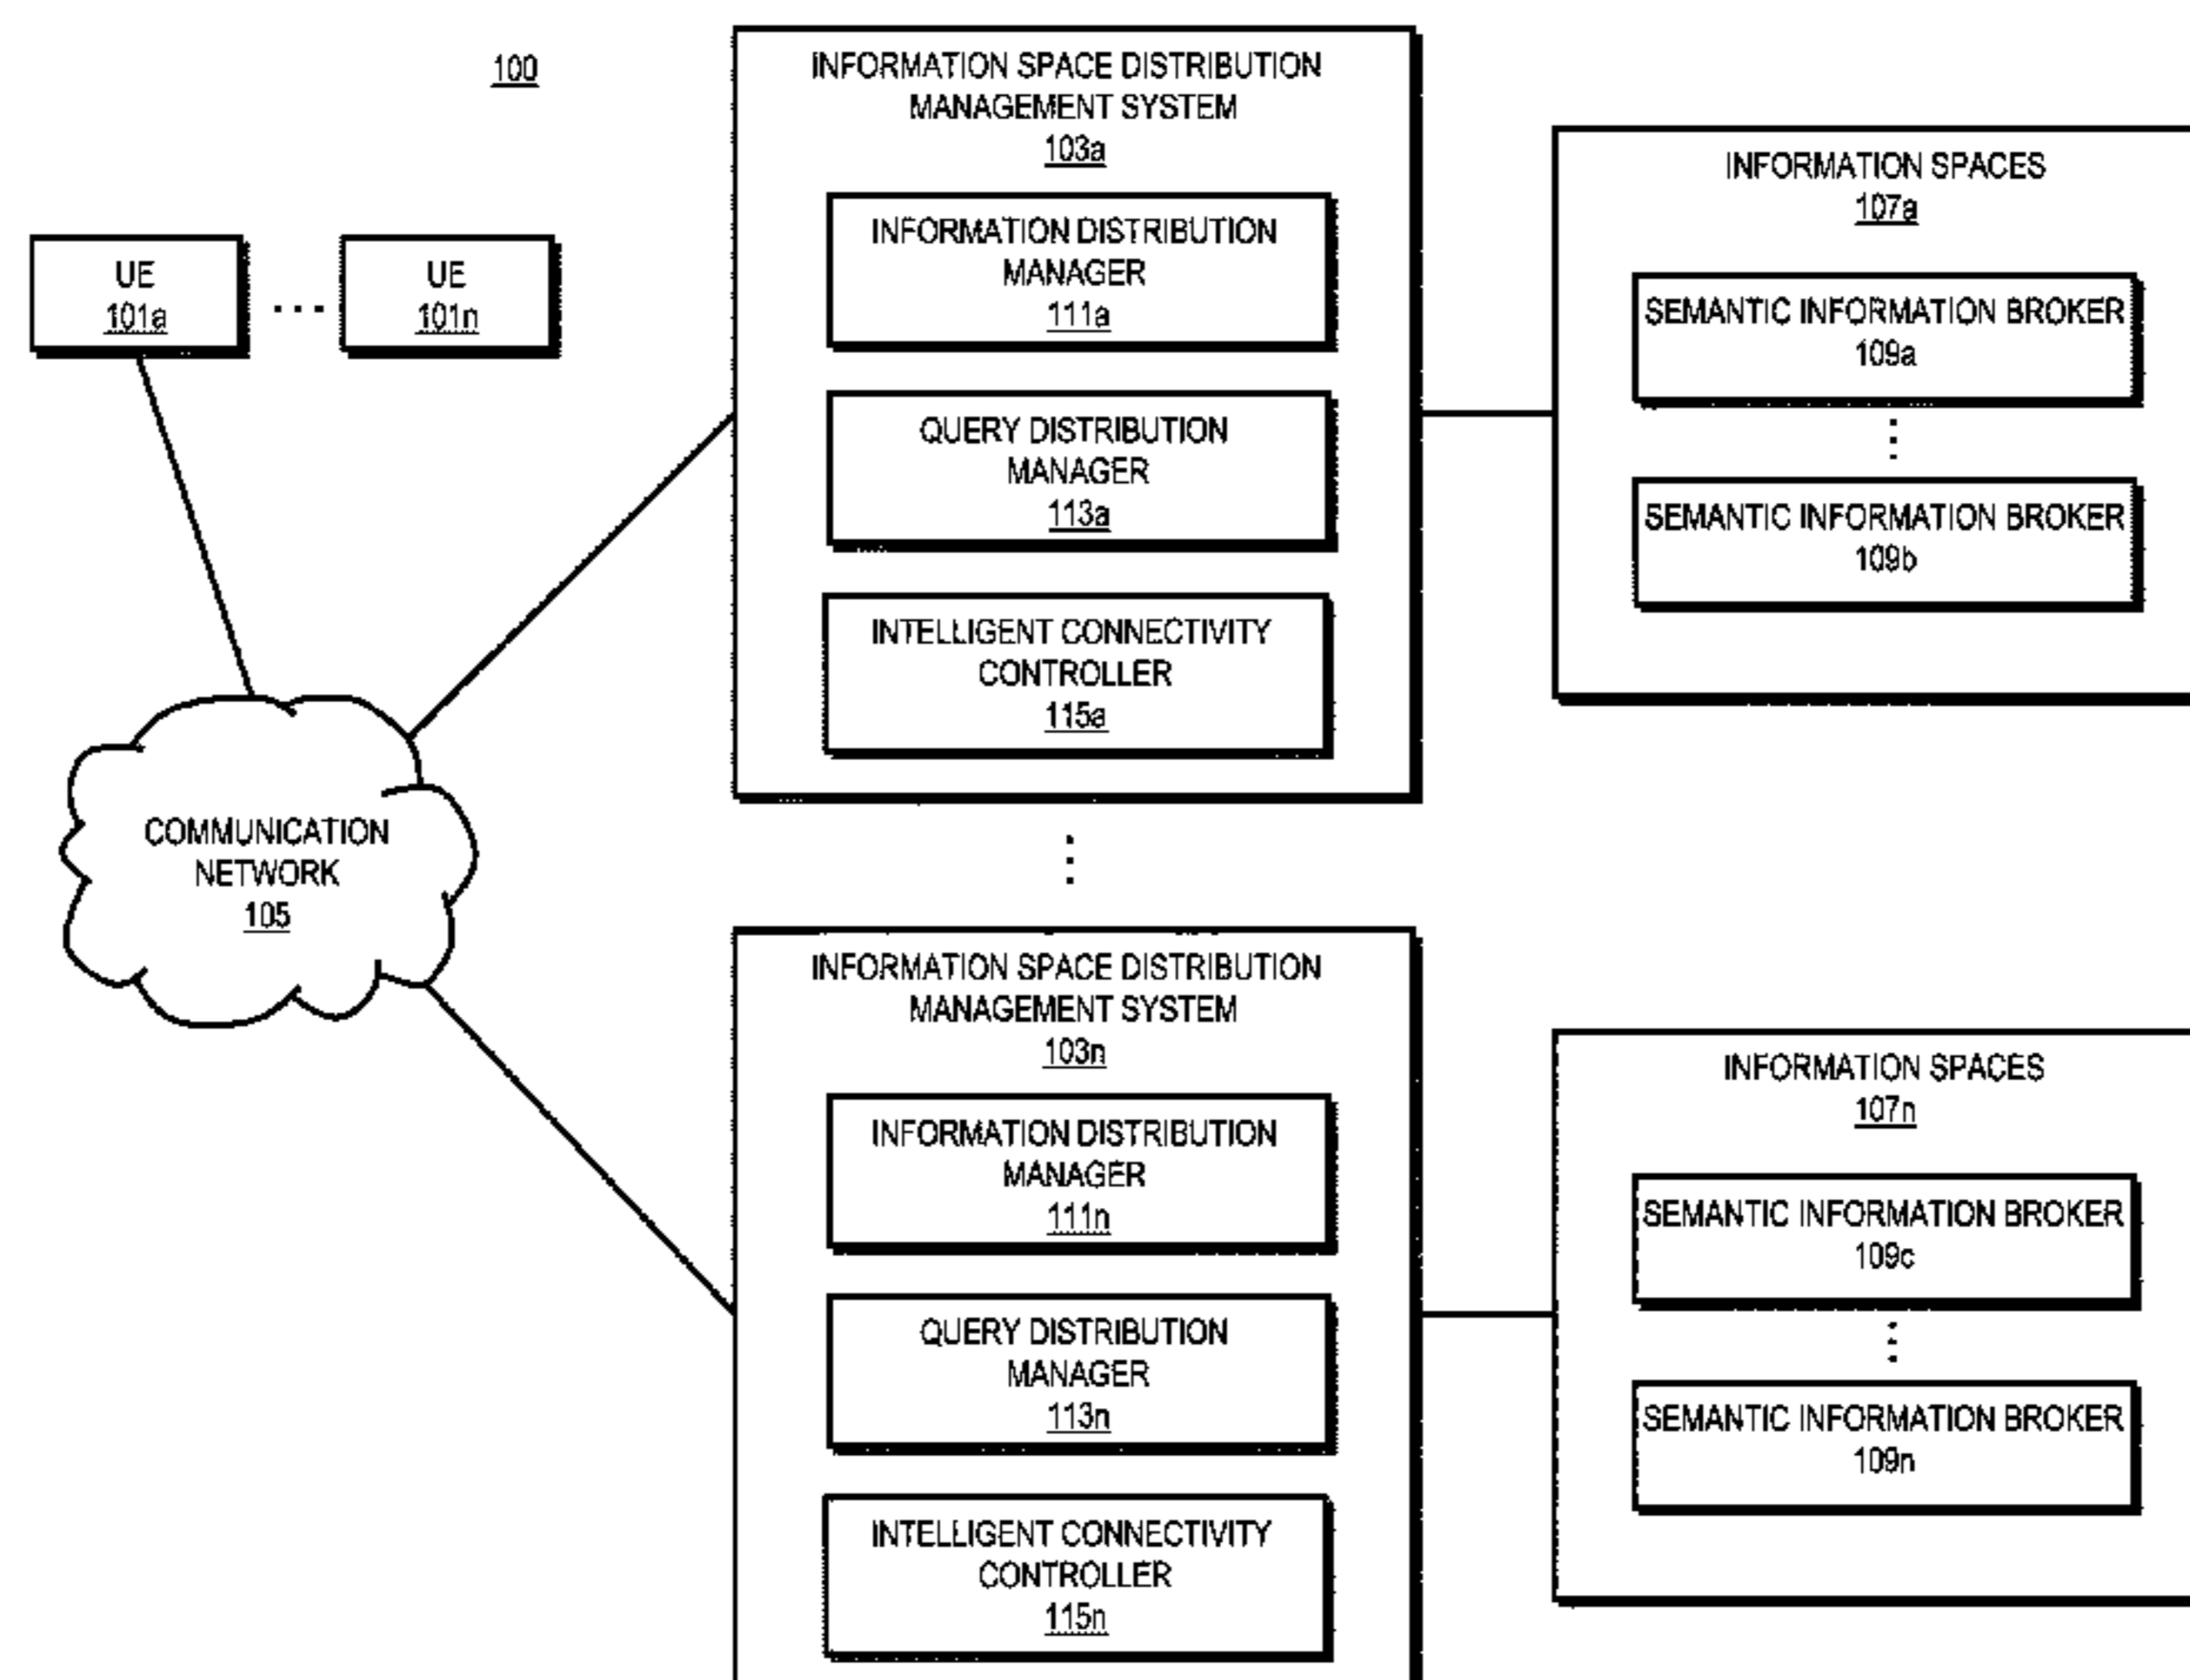 100
UE
101a
...
UE
101n
COMMUNICATION
NETWORK
105
INFORMATION SPACE DISTRIBUTION
MANAGEMENT SYSTEM
103a
INFORMATION DISTRIBUTION
MANAGER
111a
QUERY DISTRIBUTION
MANAGER
113a
INTELLIGENT CONNECTIVITY
CONTROLLER
115a
INFORMATION SPACES
107a
SEMANTIC INFORMATION BROKER
109a
SEMANTIC INFORMATION BROKER
109b
INFORMATION SPACE DISTRIBUTION
MANAGEMENT SYSTEM
103n
INFORMATION DISTRIBUTION
MANAGER
111n
QUERY DISTRIBUTION
MANAGER
113n
INTELLIGENT CONNECTIVITY
CONTROLLER
115n
INFORMATION SPACES
107n
SEMANTIC INFORMATION BROKER
109c
SEMANTIC INFORMATION BROKER
109n